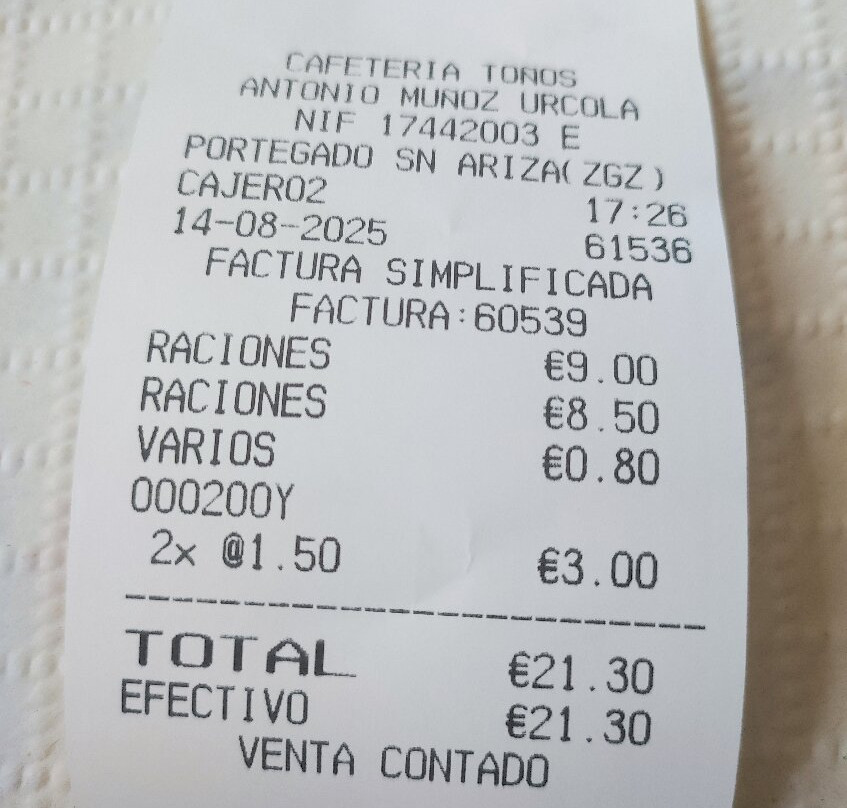 CAFETERIA TOÑOS
ANTONIO MUÑOZ URCOLA
NIF 17442003 E
PORTEGADO SN ARIZA(ZGZ)
CAJERO2 17:26
14-08-2025 61536
FACTURA SIMPLIFICADA
FACTURA:60539
RACIONES €9.00
RACIONES €8.50
VARIOS €0.80
000200Y
2x @1.50 €3.00
TOTAL €21.30
EFECTIVO €21.30
VENTA CONTADO